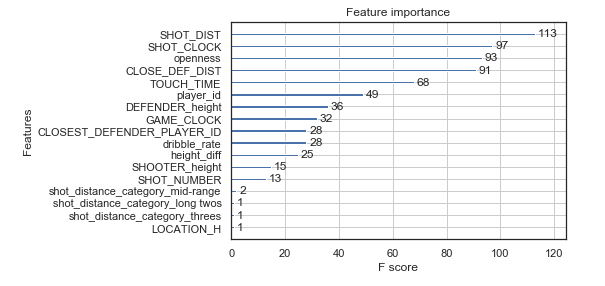 Feature importance
SHOT_DIST 113
SHOT_CLOCK 97
openness 93
CLOSE_DEF_DIST 91
TOUCH_TIME 68
player_id 49
DEFENDER_height 36
GAME_CLOCK 32
CLOSEST_DEFENDER_PLAYER_ID 28
dribble_rate 28
height_diff 25
SHOOTER_height 15
SHOT_NUMBER 13
shot_distance_category_mid-range 2
shot_distance_category_long twos 1
shot_distance_category_threes 1
LOCATION_H 1
Features
0 20 40 60 80 100 120
F score